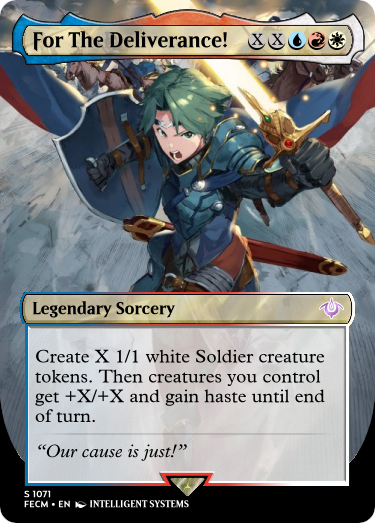 For The Deliverance! X X
Legendary Sorcery
Create X 1/1 white Soldier creature
tokens. Then creatures you control
get +X/+X and gain haste until end
of turn.
“Our cause is just!”
S 1071
FECM • EN INTELLIGENT SYSTEMS